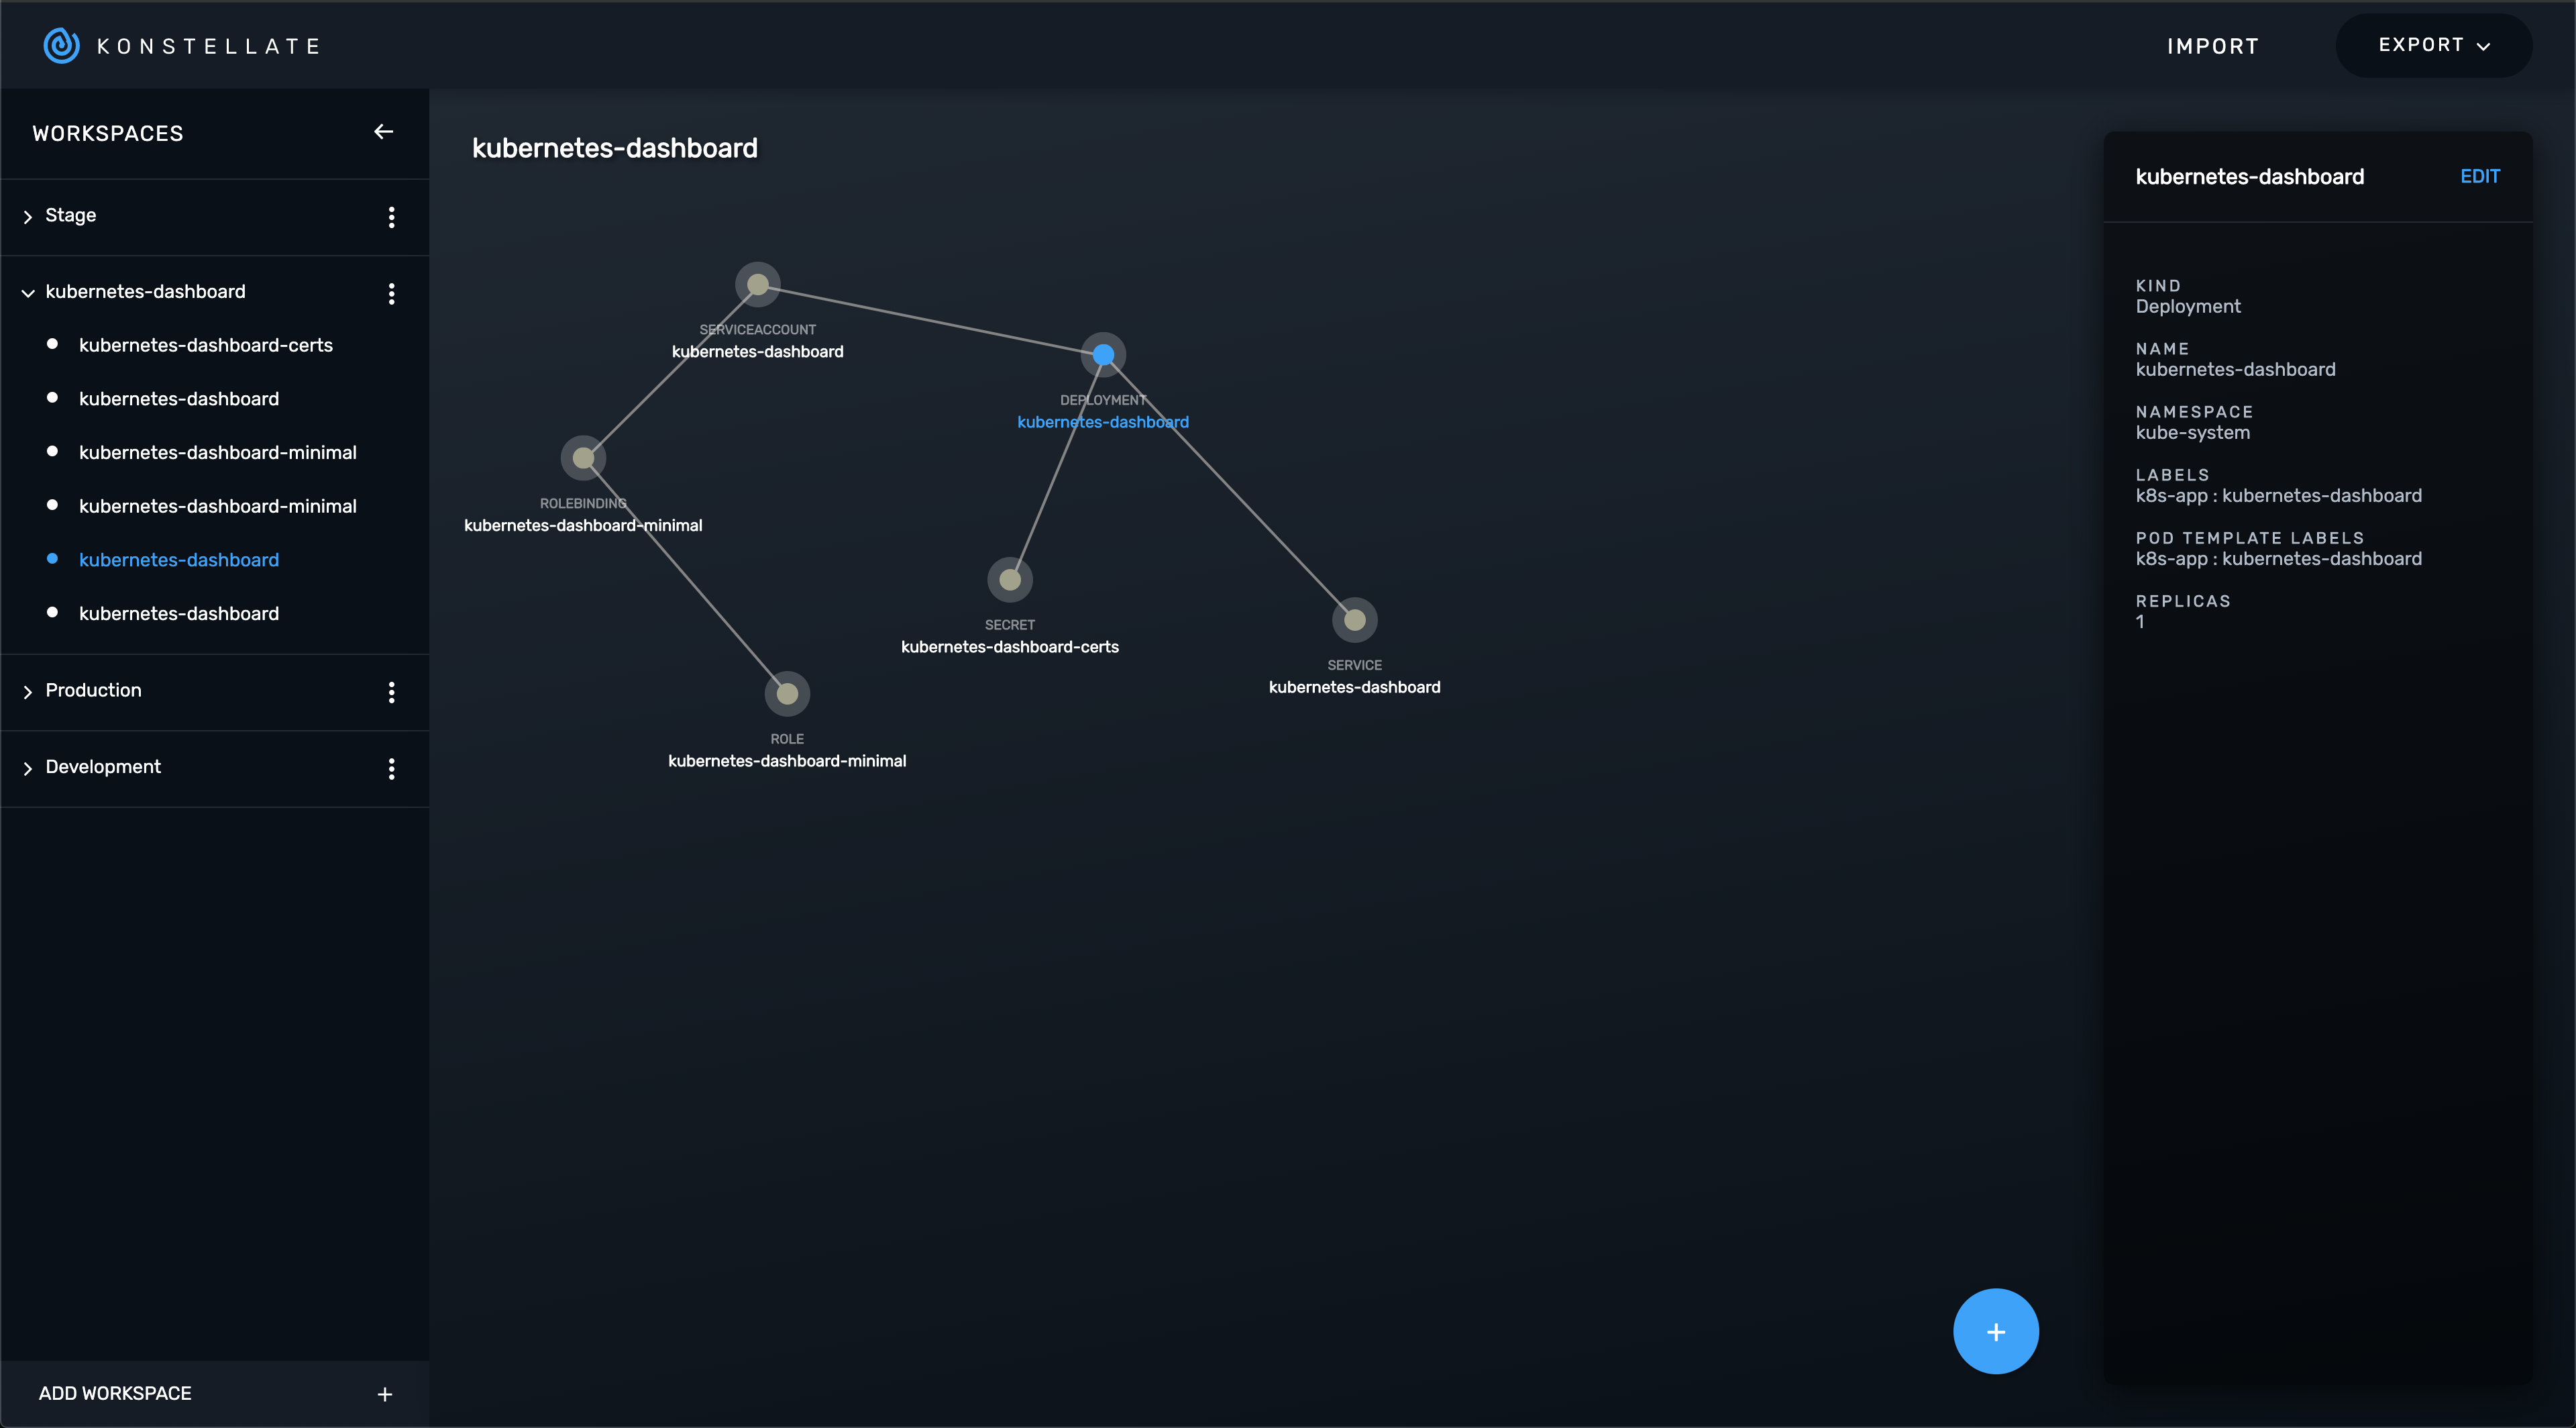 KONSTELLATE
IMPORT
EXPORT
WORKSPACES
Stage
kubernetes-dashboard
kubernetes-dashboard-certs
kubernetes-dashboard
kubernetes-dashboard-minimal
kubernetes-dashboard-minimal
kubernetes-dashboard
kubernetes-dashboard
Production
Development
ADD WORKSPACE +
kubernetes-dashboard
SERVICEACCOUNT
kubernetes-dashboard
DEPLOYMENT
kubernetes-dashboard
ROLEBINDING
kubernetes-dashboard-minimal
SECRET
kubernetes-dashboard-certs
SERVICE
kubernetes-dashboard
ROLE
kubernetes-dashboard-minimal
+
kubernetes-dashboard EDIT
KIND
Deployment
NAME
kubernetes-dashboard
NAMESPACE
kube-system
LABELS
k8s-app : kubernetes-dashboard
POD TEMPLATE LABELS
k8s-app : kubernetes-dashboard
REPLICAS
1